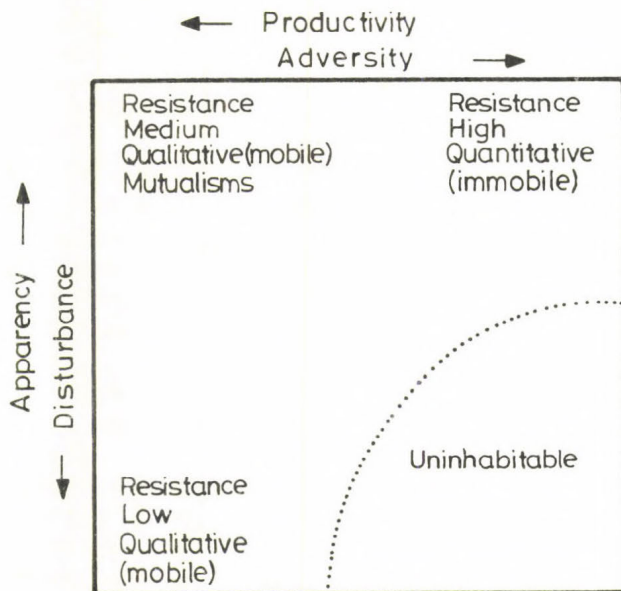 ← Productivity
Adversity →
Resistance
Medium
Qualitative(mobile)
Mutualisms
Resistance
High
Quantitative
(immobile)
Apparency →
← Disturbance
Uninhabitable
Resistance
Low
Qualitative
(mobile)